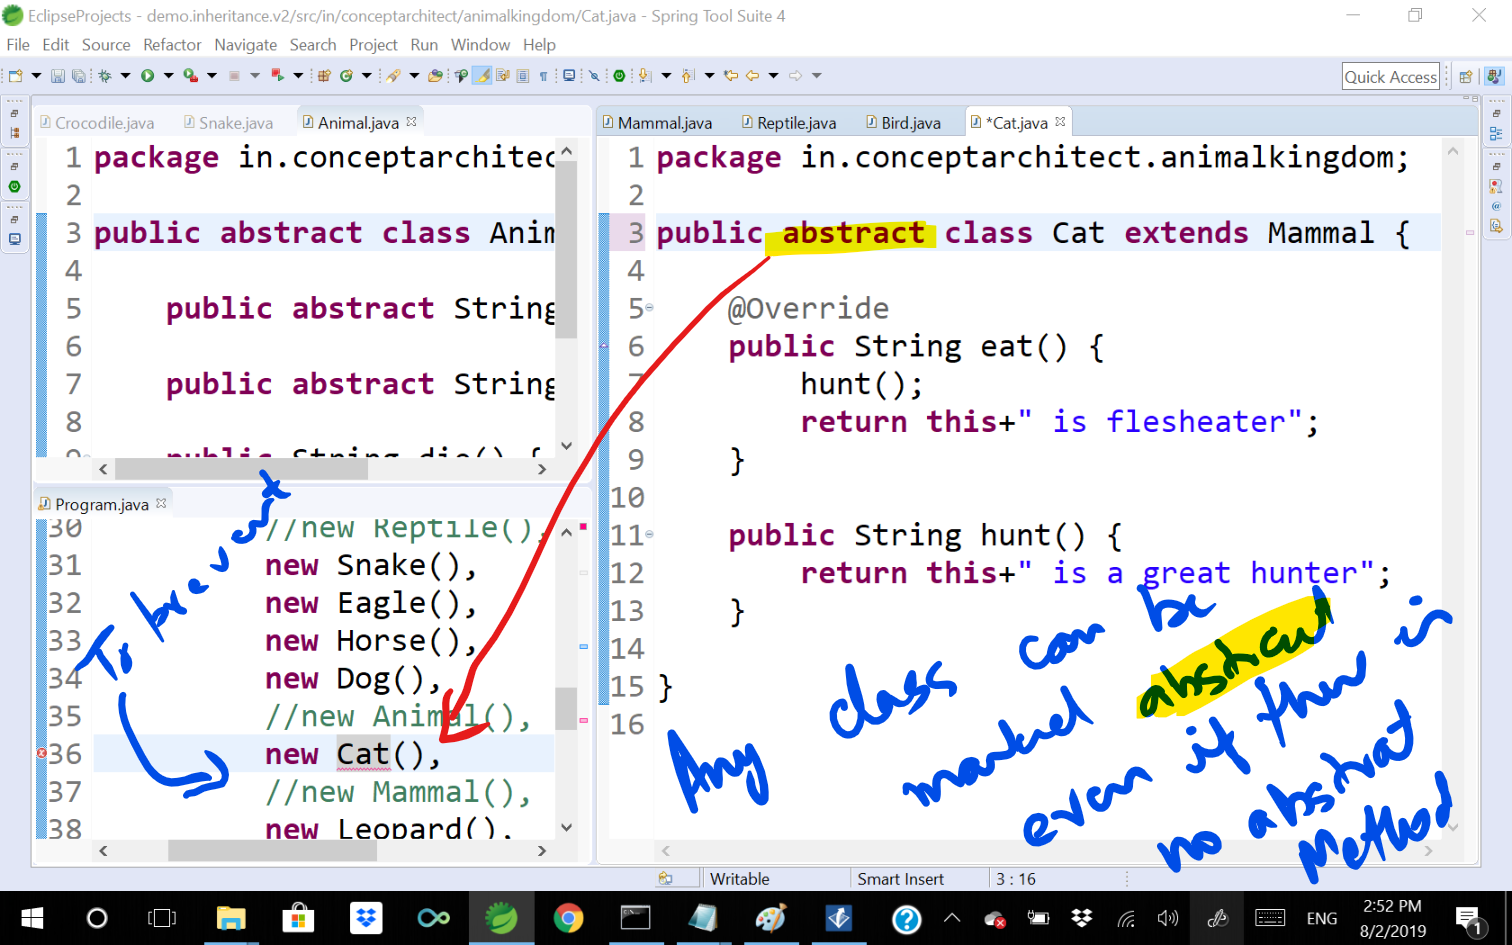 EclipseProjects - demo.inheritance.v2/src/in/conceptarchitect/animalkingdom/Cat.java - Spring Tool Suite 4
File Edit Source Refactor Navigate Search Project Run Window Help
Quick Access
Crocodile.java Snake.java Animal.java
1 package in.conceptarchitec
2
3 public abstract class Anim
4
5 public abstract String
6
7 public abstract String
8
9 public String die() {
Program.java
30 //new Reptile(),
31 new Snake(),
32 new Eagle(),
33 new Horse(),
34 new Dog(),
35 //new Animal(),
36 new Cat(),
37 //new Mammal(),
38 new Leopard(),
To prevent
Mammal.java Reptile.java Bird.java *Cat.java
1 package in.conceptarchitect.animalkingdom;
2
3 public abstract class Cat extends Mammal {
4
5 @Override
6 public String eat() {
7 hunt();
8 return this+" is flesheater";
9 }
10
11 public String hunt() {
12 return this+" is a great hunter";
13 }
14
15 }
16
Any class can be
marked abstract
even if there is
no abstract
method
Writable Smart Insert 3 : 16
ENG 2:52 PM
8/2/2019
1